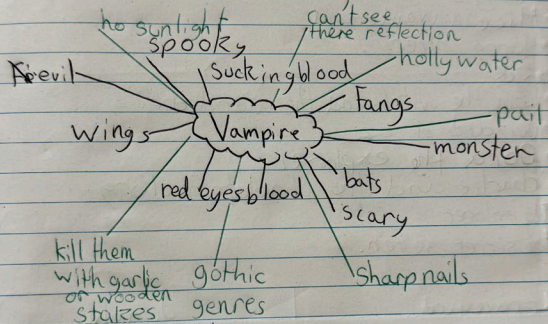 no sunlight
can't see
there reflection
spooky
sucking blood
holly water
evil
Fangs
pail
wings
Vampire
monster
red eyes
blood
bats
scary
kill them
with garlic
or wooden
stakes
gothic
genres
Sharp nails